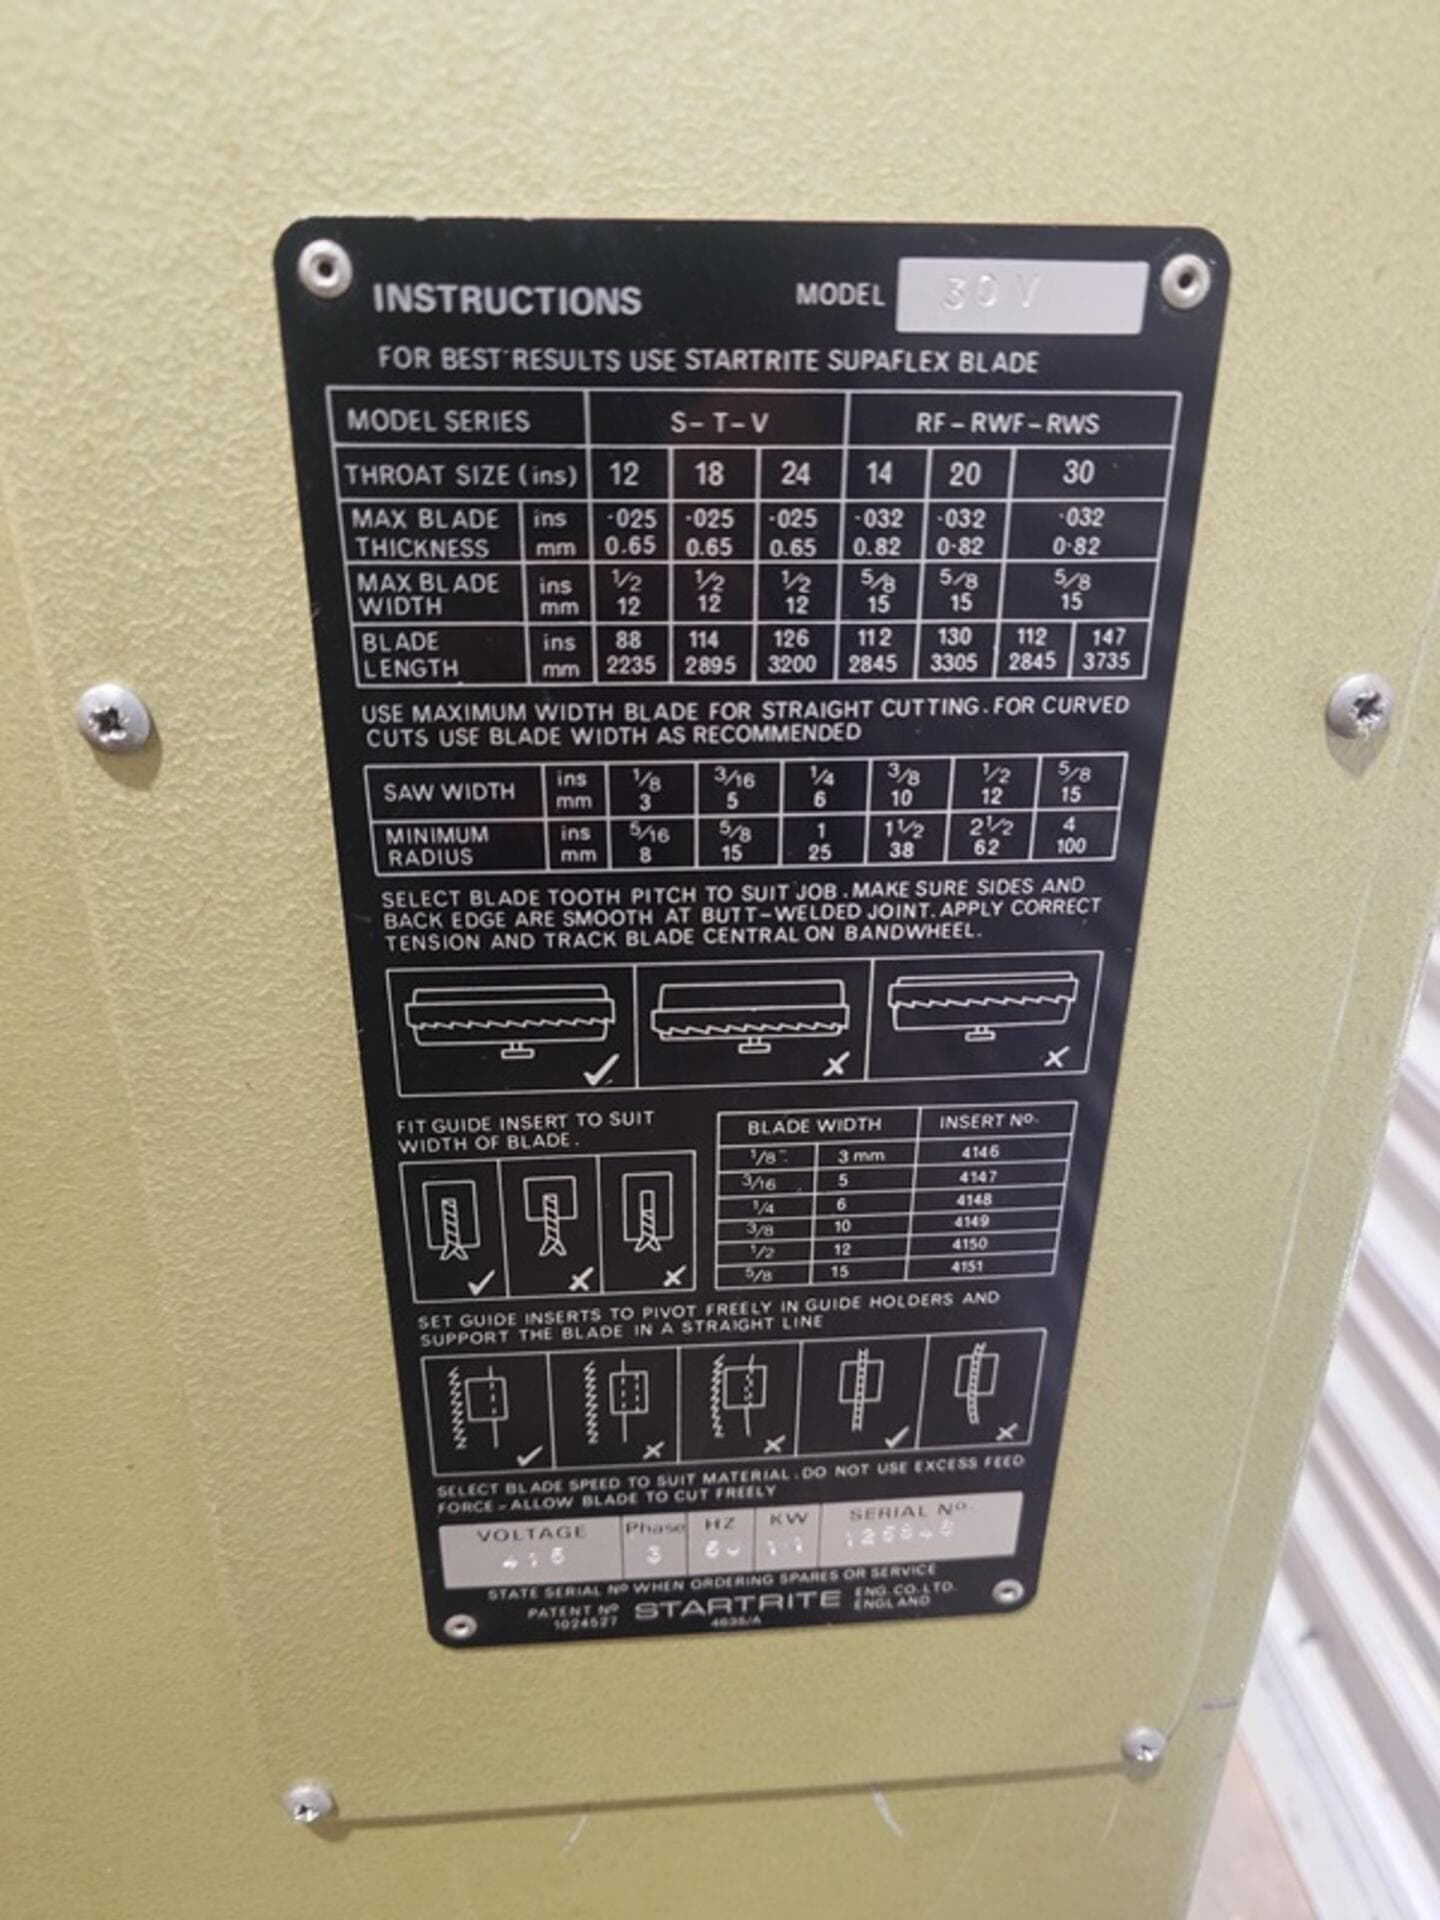 INSTRUCTIONS MODEL 30 V
FOR BEST RESULTS USE STARTRITE SUPAFLEX BLADE
MODEL SERIES S-T-V RF-RWF-RWS
THROAT SIZE (ins) 12 18 24 14 20 30
MAX BLADE THICKNESS ins ·025 ·025 ·025 ·032 ·032 ·032
mm 0.65 0.65 0.65 0.82 0·82 0·82
MAX BLADE WIDTH ins 1/2 1/2 1/2 5/8 5/8 5/8
mm 12 12 12 15 15 15
BLADE LENGTH ins 88 114 126 112 130 112 147
mm 2235 2895 3200 2845 3305 2845 3735
USE MAXIMUM WIDTH BLADE FOR STRAIGHT CUTTING. FOR CURVED
CUTS USE BLADE WIDTH AS RECOMMENDED
SAW WIDTH ins 1/8 3/16 1/4 3/8 1/2 5/8
mm 3 5 6 10 12 15
MINIMUM RADIUS ins 5/16 5/8 1 1 1/2 2 1/2 4
mm 8 15 25 38 62 100
SELECT BLADE TOOTH PITCH TO SUIT JOB. MAKE SURE SIDES AND
BACK EDGE ARE SMOOTH AT BUTT-WELDED JOINT. APPLY CORRECT
TENSION AND TRACK BLADE CENTRAL ON BANDWHEEL.
FIT GUIDE INSERT TO SUIT
WIDTH OF BLADE.
BLADE WIDTH INSERT No.
1/8 3 mm 4146
3/16 5 4147
1/4 6 4148
3/8 10 4149
1/2 12 4150
5/8 15 4151
SET GUIDE INSERTS TO PIVOT FREELY IN GUIDE HOLDERS AND
SUPPORT THE BLADE IN A STRAIGHT LINE
SELECT BLADE SPEED TO SUIT MATERIAL. DO NOT USE EXCESS FEED
FORCE - ALLOW BLADE TO CUT FREELY
VOLTAGE Phase HZ KW SERIAL No.
3 1·1
STATE SERIAL No WHEN ORDERING SPARES OR SERVICE
PATENT No 1024527 STARTRITE ENG. CO. LTD. ENGLAND
4635/A